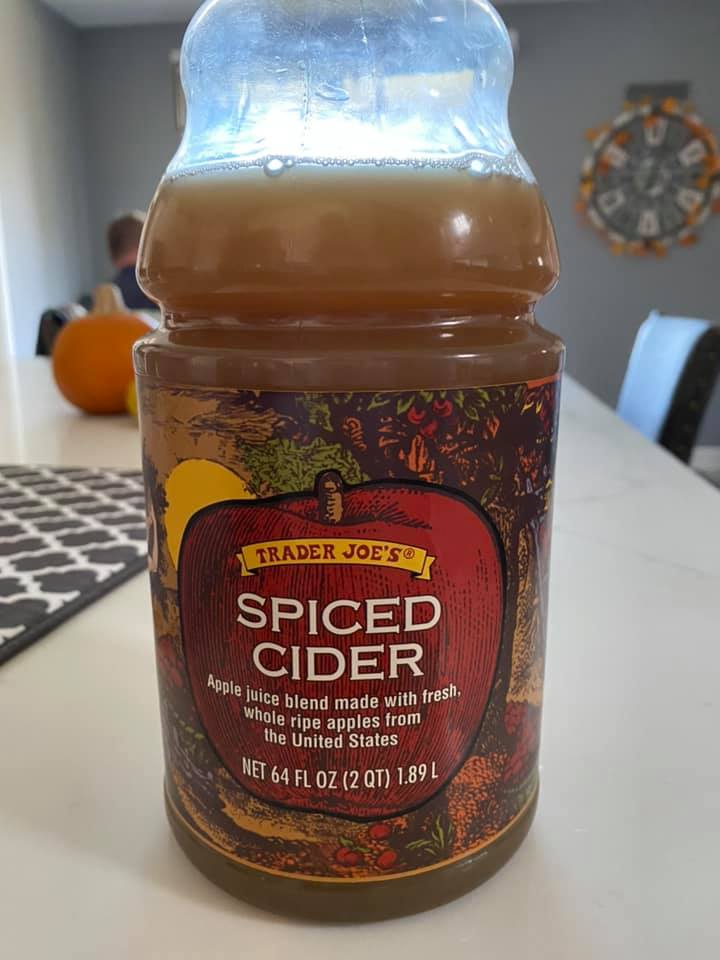 TRADER JOE'S®
SPICED
CIDER
Apple juice blend made with fresh,
whole ripe apples from
the United States
NET 64 FL OZ (2 QT) 1.89 L